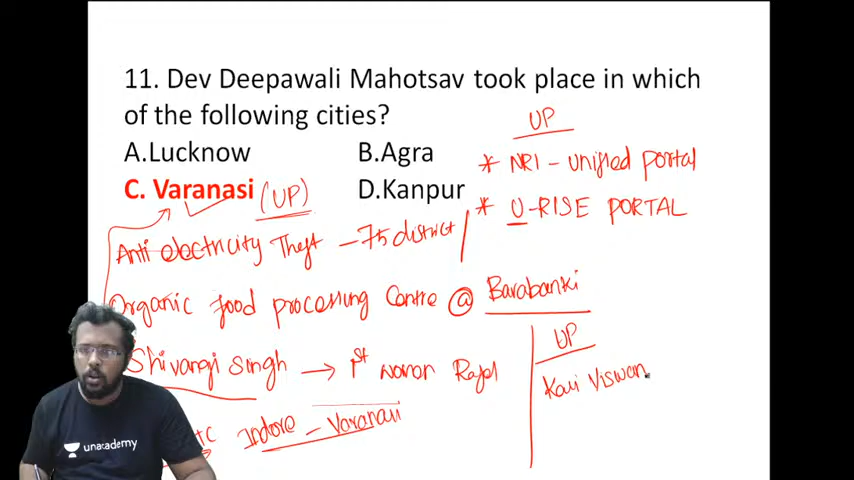 11. Dev Deepawali Mahotsav took place in which
of the following cities?
A.Lucknow
B.Agra
C. Varanasi (UP)
D.Kanpur
UP
* NRI - unified portal
* U-RISE PORTAL
Anti electricity Theft - 75 district
Organic food processing Centre @ Barabanki
Shivangi Singh → 1st Rafel
Indore - Varanasi
UP
Kasi Viswan
unacademy